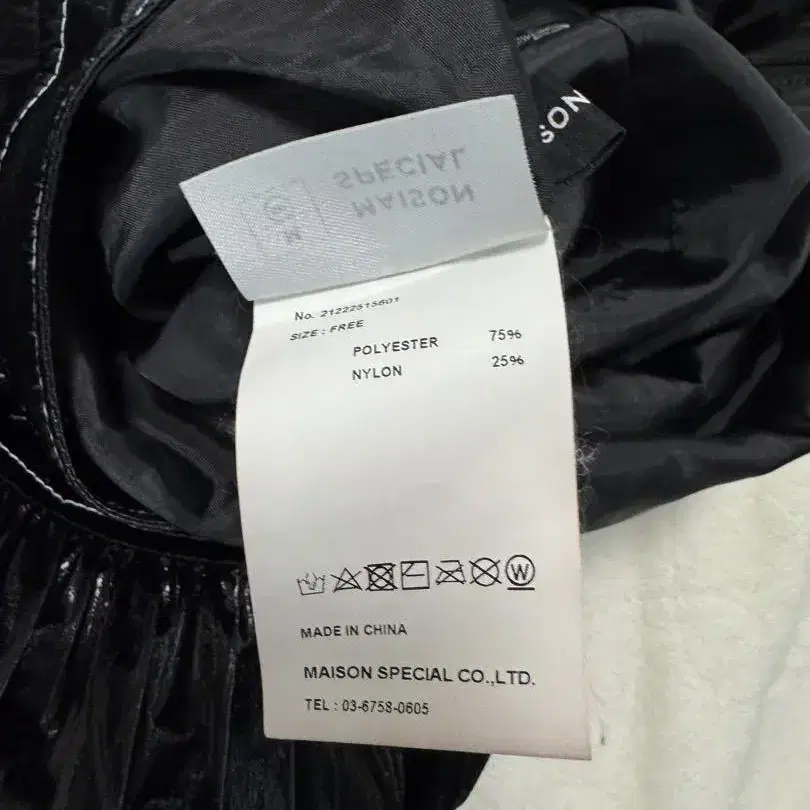 SON
SPECIAL
MAISON
No. 21222515601
SIZE : FREE
POLYESTER 75%
NYLON 25%
W
MADE IN CHINA
MAISON SPECIAL CO.,LTD.
TEL : 03-6758-0605